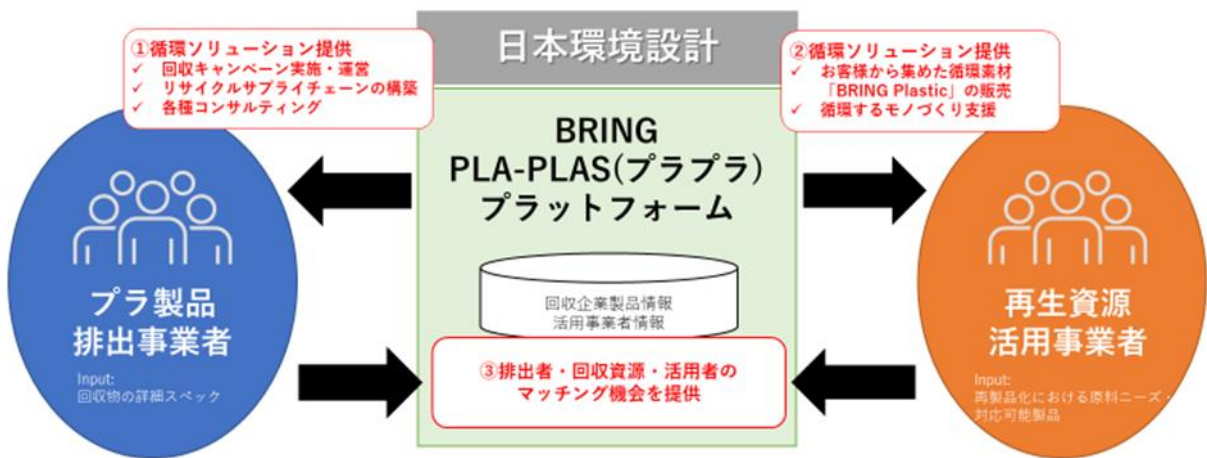 日本環境設計
①循環ソリューション提供
✓ 回収キャンペーン実施・運営
✓ リサイクルサプライチェーンの構築
✓ 各種コンサルティング
②循環ソリューション提供
✓ お客様から集めた循環素材
「BRING Plastic」の販売
✓ 循環するモノづくり支援
BRING
PLA-PLAS(プラプラ)
プラットフォーム
回収企業製品情報
活用事業者情報
③排出者・回収資源・活用者の
マッチング機会を提供
プラ製品
排出事業者
Input:
回収物の詳細スペック
再生資源
活用事業者
Input:
再製品化における原料ニーズ・
対応可能製品